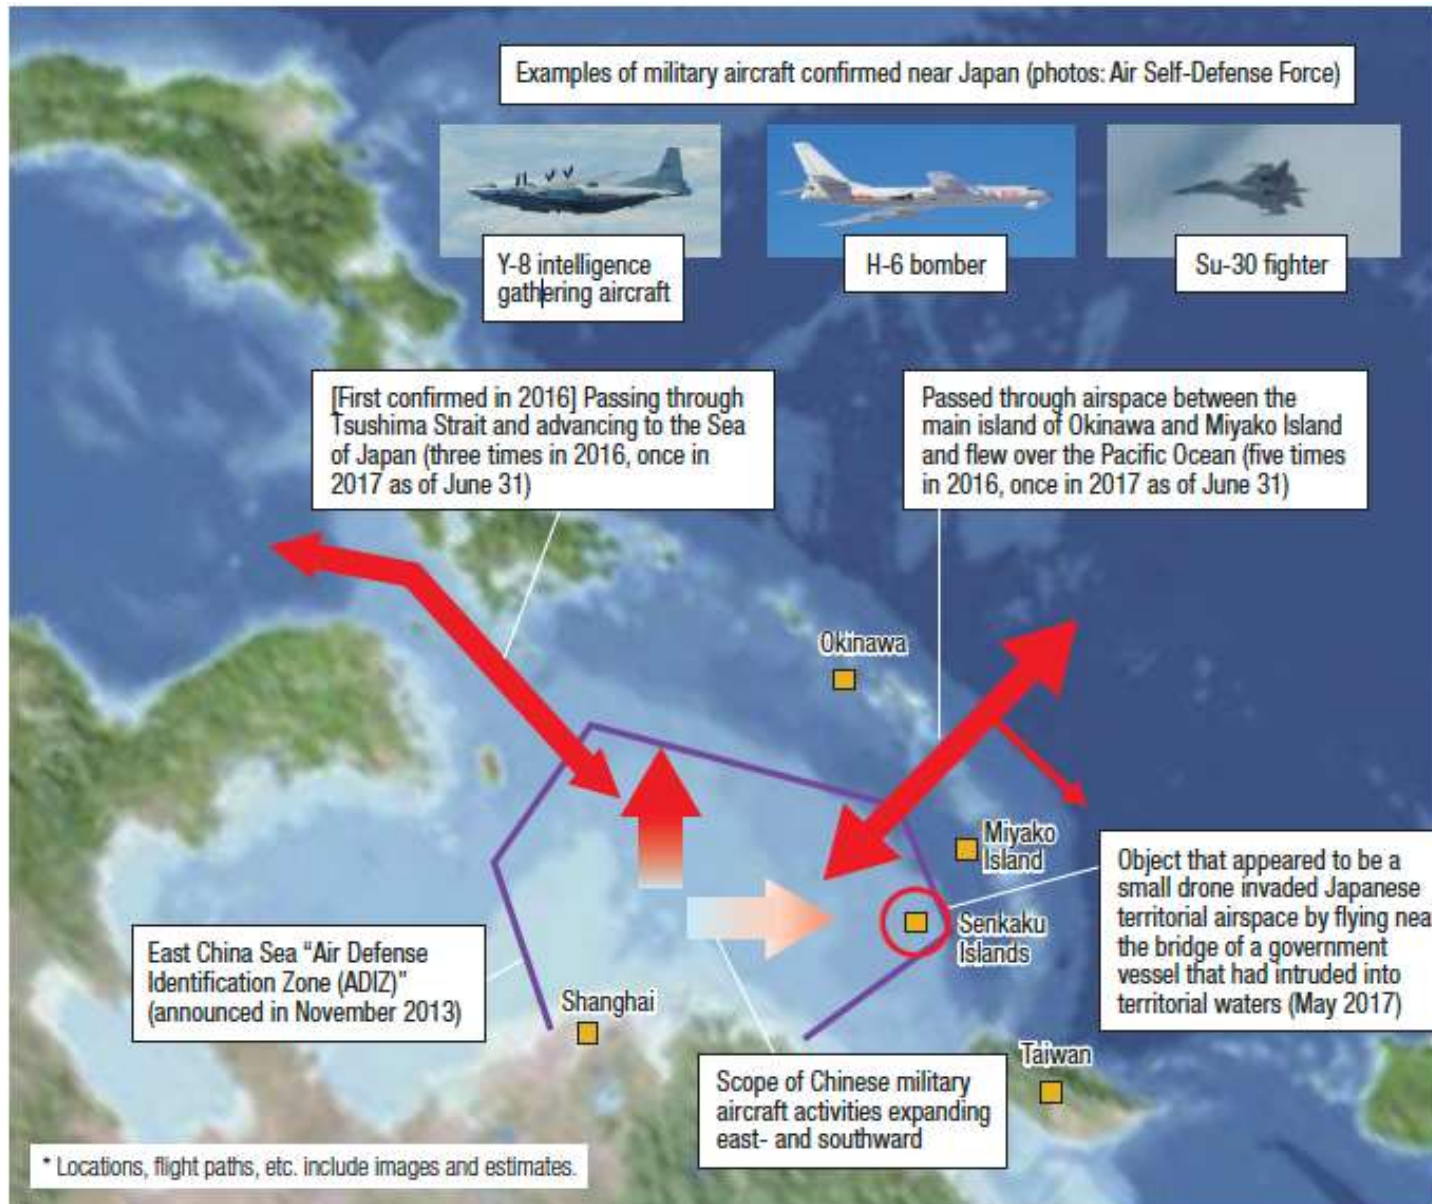 Examples of military aircraft confirmed near Japan (photos: Air Self-Defense Force)
Y-8 intelligence
gathering aircraft
H-6 bomber
Su-30 fighter
[First confirmed in 2016] Passing through
Tsushima Strait and advancing to the Sea
of Japan (three times in 2016, once in
2017 as of June 31)
Passed through airspace between the
main island of Okinawa and Miyako Island
and flew over the Pacific Ocean (five times
in 2016, once in 2017 as of June 31)
Okinawa
Miyako
Island
Object that appeared to be a
small drone invaded Japanese
territorial airspace by flying nea
the bridge of a government
vessel that had intruded into
territorial waters (May 2017)
Senkaku
Islands
East China Sea “Air Defense
Identification Zone (ADIZ)”
(announced in November 2013)
Shanghai
Taiwan
Scope of Chinese military
aircraft activities expanding
east- and southward
* Locations, flight paths, etc. include images and estimates.